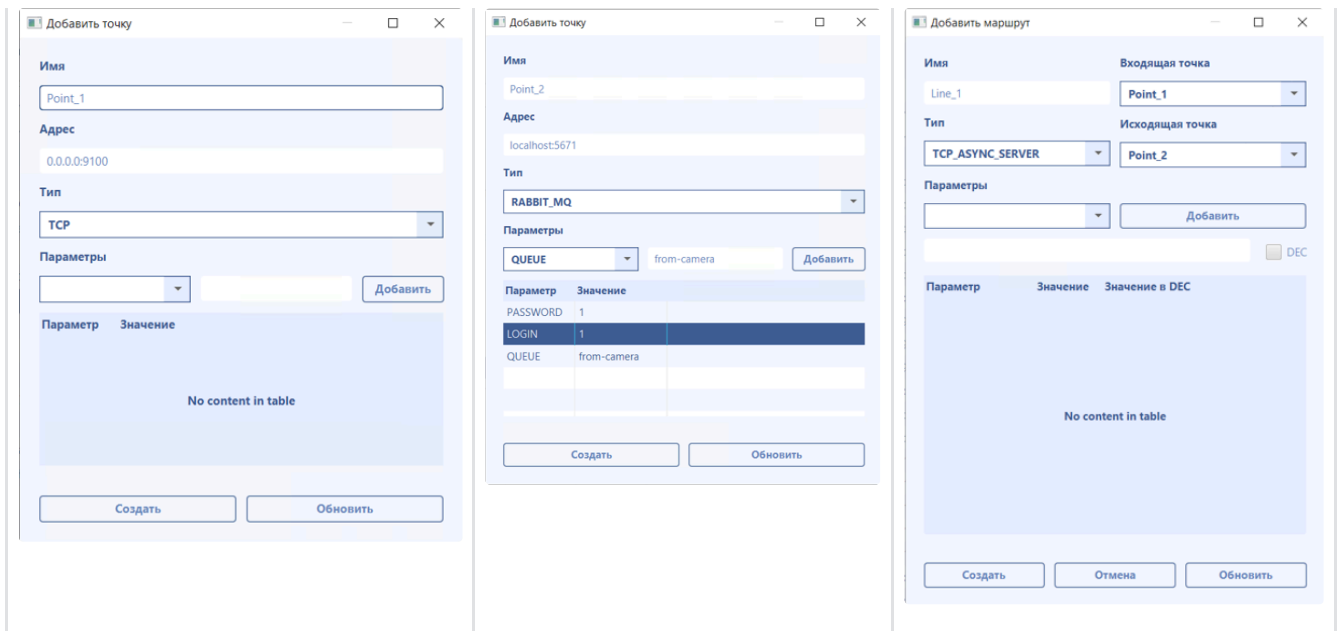 Добавить точку
Имя
Point_1
Адрес
0.0.0.0:9100
Тип
TCP
Параметры
Добавить
Параметр Значение
No content in table
Создать Обновить
Добавить точку
Имя
Point_2
Адрес
localhost:5671
Тип
RABBIT_MQ
Параметры
QUEUE from-camera Добавить
Параметр Значение
PASSWORD 1
LOGIN 1
QUEUE from-camera
Создать Обновить
Добавить маршрут
Имя Входящая точка
Line_1 Point_1
Тип Исходящая точка
TCP_ASYNC_SERVER Point_2
Параметры
Добавить
DEC
Параметр Значение Значение в DEC
No content in table
Создать Отмена Обновить